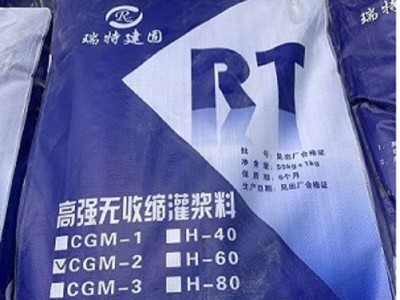 R
瑞特建固
RT
批 号：见出厂合格证
净含量：50kg±1kg
保质期：6个月
生产日期：见出厂合格证
高强无收缩灌浆料
□CGM-1 □H-40
☑CGM-2 □H-60
□CGM-3 □H-80